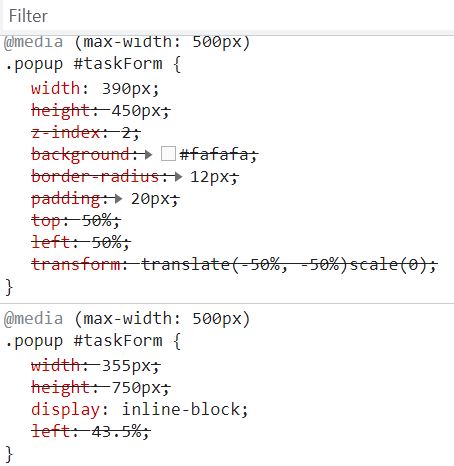 Filter
@media (max-width: 500px)
.popup #taskForm {
width: 390px;
height: 450px;
z-index: 2;
background: #fafafa;
border-radius: 12px;
padding: 20px;
top: 50%;
left: 50%;
transform: translate(-50%, -50%)scale(0);
}
@media (max-width: 500px)
.popup #taskForm {
width: 355px;
height: 750px;
display: inline-block;
left: 43.5%;
}